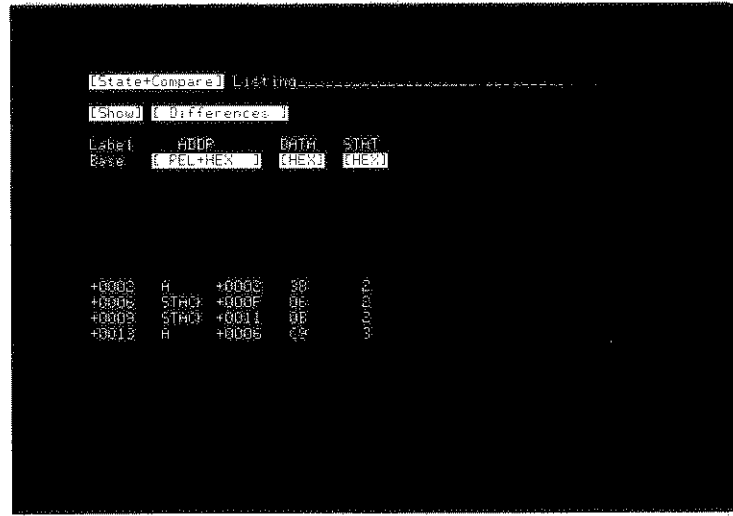 [State+Compare] Listing
[Show] [ Differences ]
Label ADDR DATA STAT
Base [ REL+HEX ] [HEX] [HEX]
+0002 A +0003 38 2
+0006 STACK +000F 06 2
+0009 STACK +0011 0B 2
+0013 A +0006 C9 3